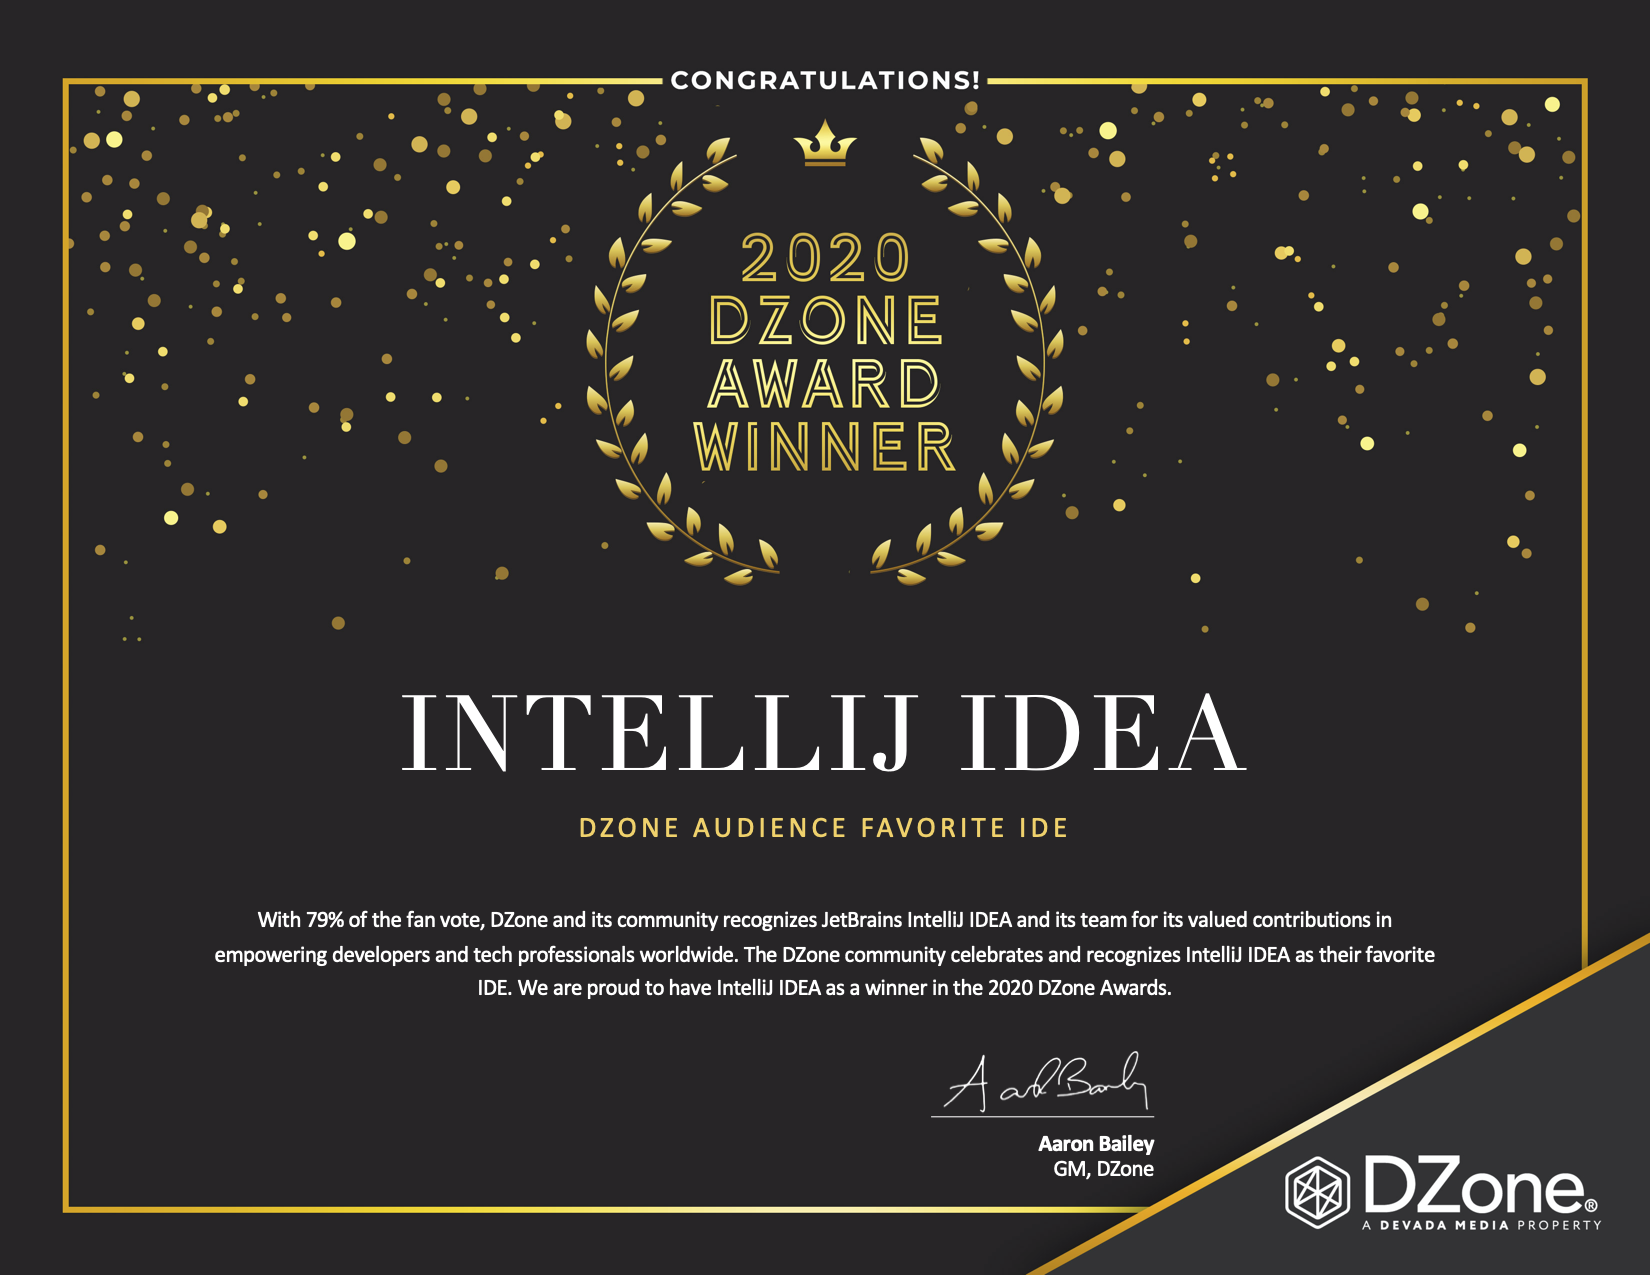 CONGRATULATIONS!
2020
DZONE
AWARD
WINNER
INTELLIJ IDEA
DZONE AUDIENCE FAVORITE IDE
With 79% of the fan vote, DZone and its community recognizes JetBrains IntelliJ IDEA and its team for its valued contributions in
empowering developers and tech professionals worldwide. The DZone community celebrates and recognizes IntelliJ IDEA as their favorite
IDE. We are proud to have IntelliJ IDEA as a winner in the 2020 DZone Awards.
Aaron Bailey
Aaron Bailey
GM, DZone
DZone®
A DEVADA MEDIA PROPERTY